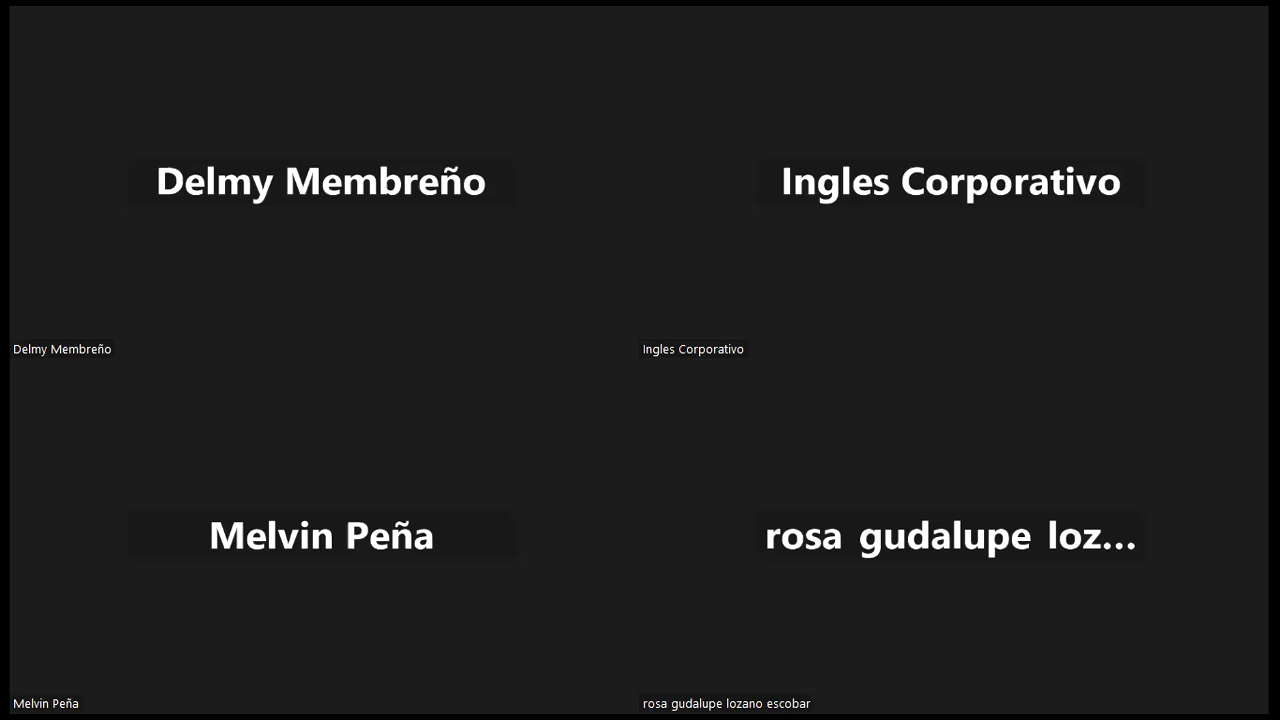 Delmy Membreño
Ingles Corporativo
Delmy Membreño
Ingles Corporativo
Melvin Peña
rosa gudalupe loz...
Melvin Peña
rosa gudalupe lozano escobar